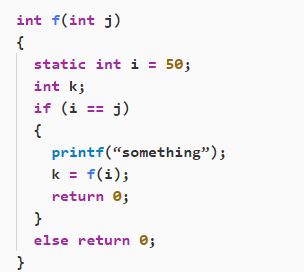 int f(int j)
{
static int i = 50;
int k;
if (i == j)
{
printf(“something”);
k = f(i);
return 0;
}
else return 0;
}